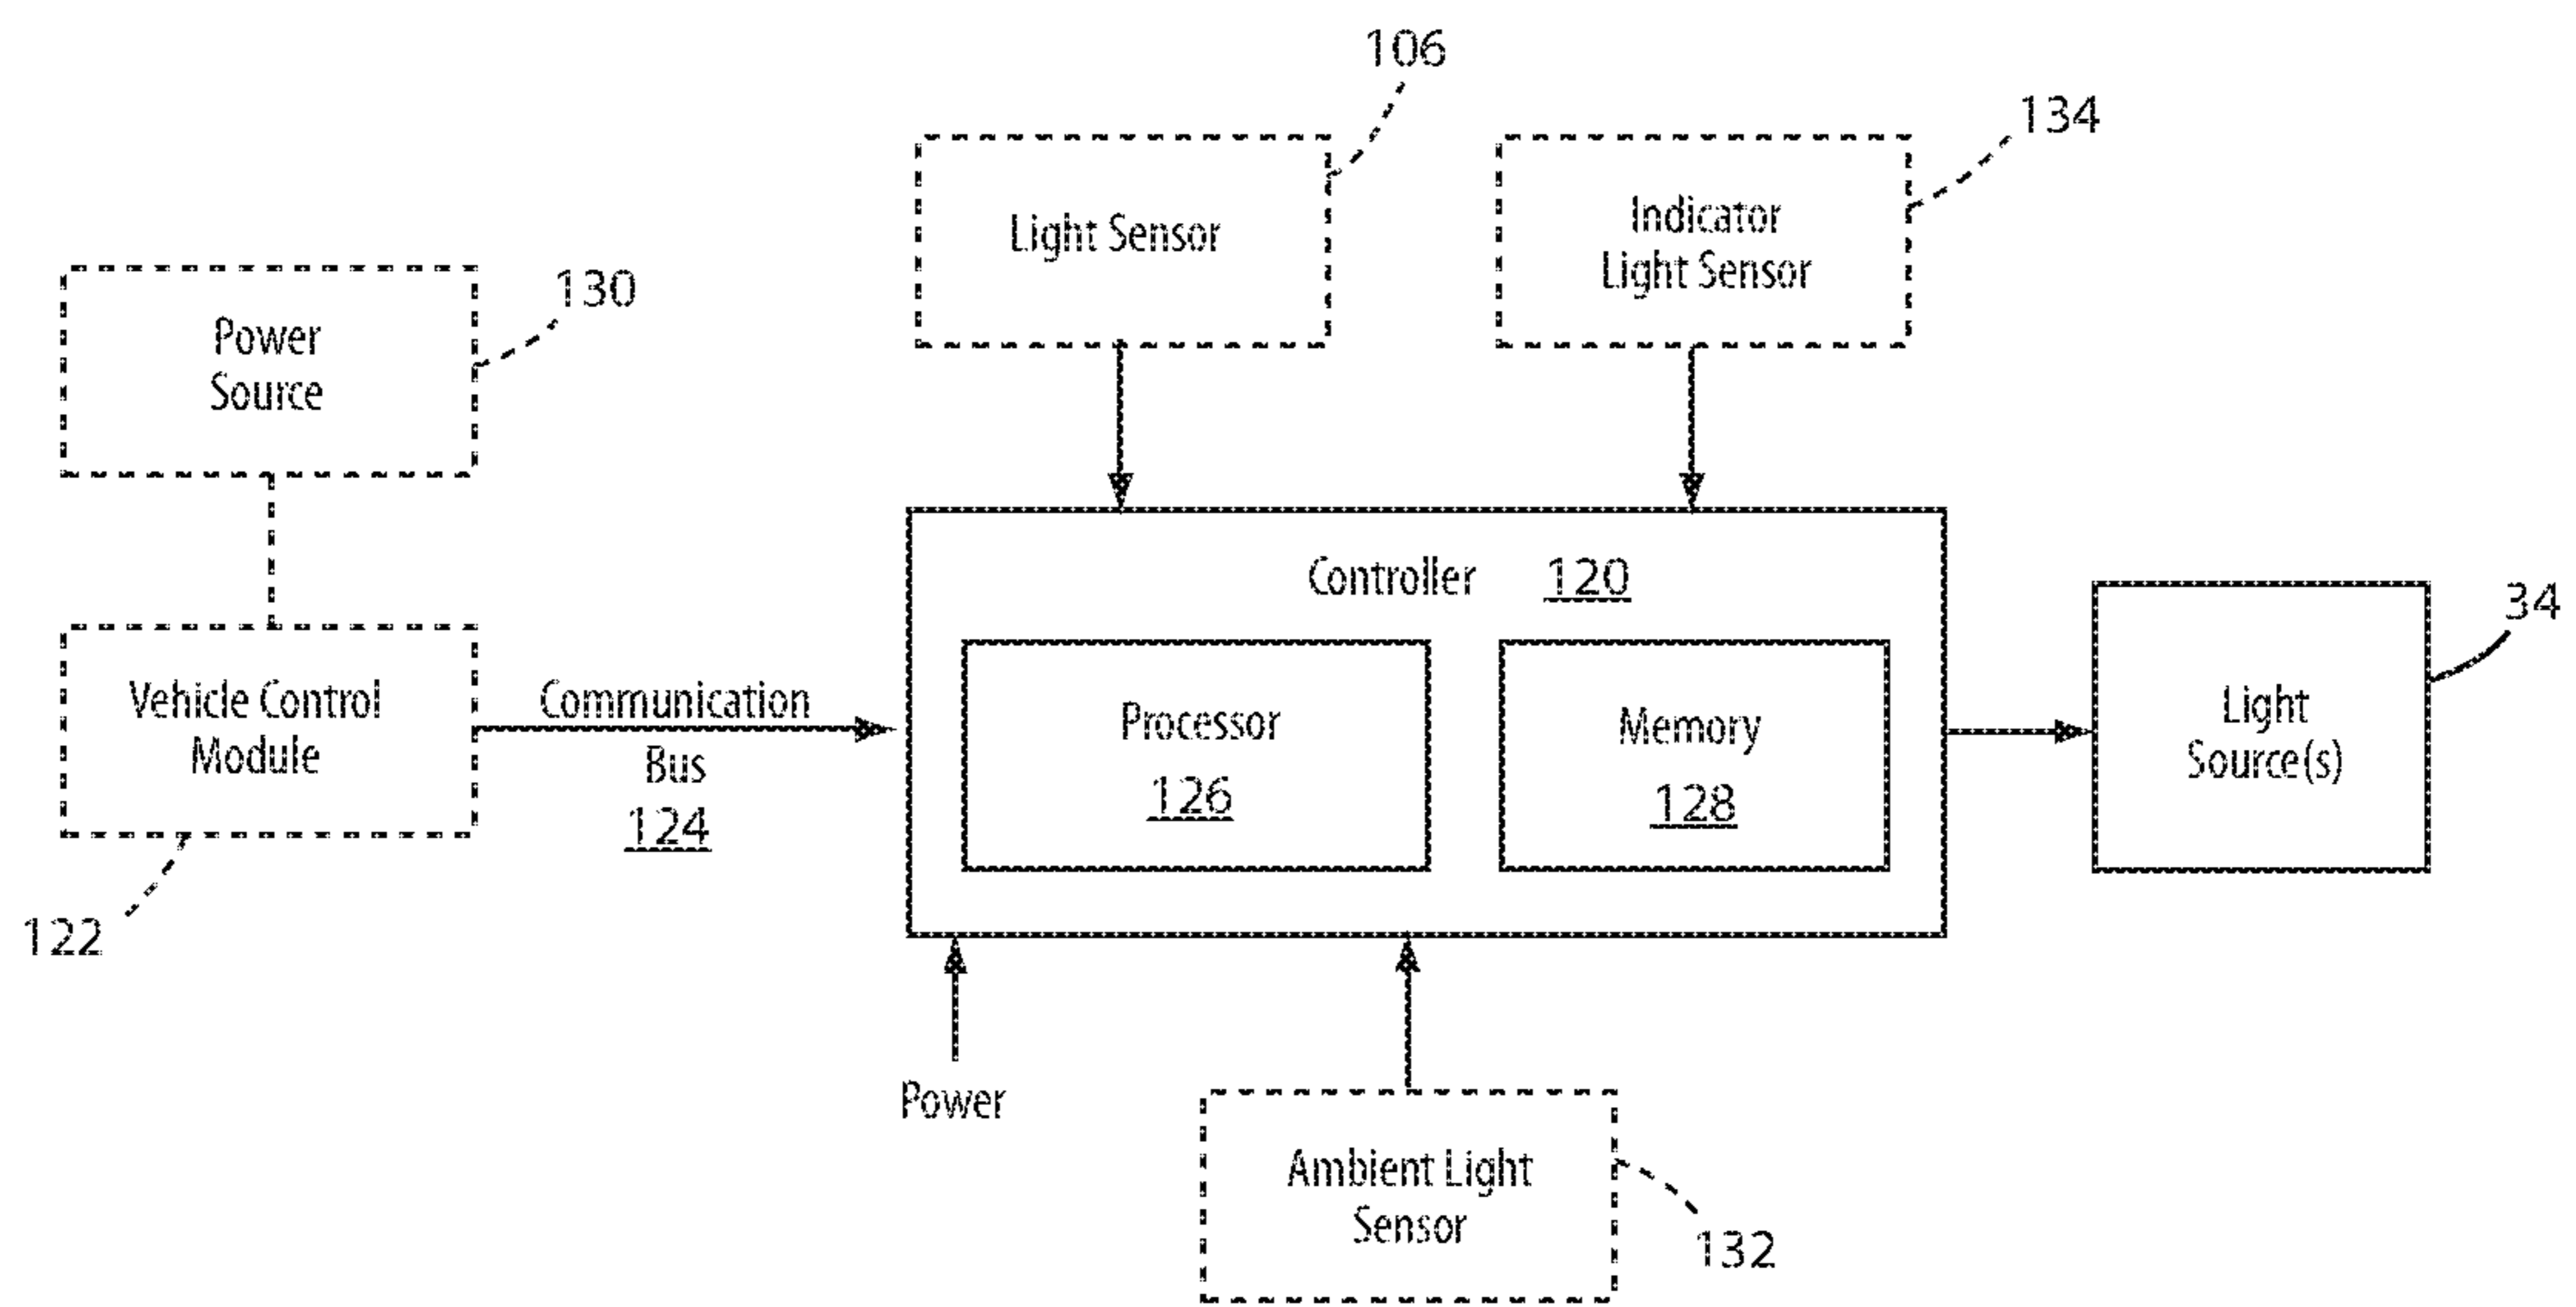 106
134
Light Sensor
Indicator
Light Sensor
130
Power
Source
Controller 120
34
Vehicle Control
Module
Communication
Bus
124
Processor
126
Memory
128
Light
Source(s)
122
Power
Ambient Light
Sensor
132